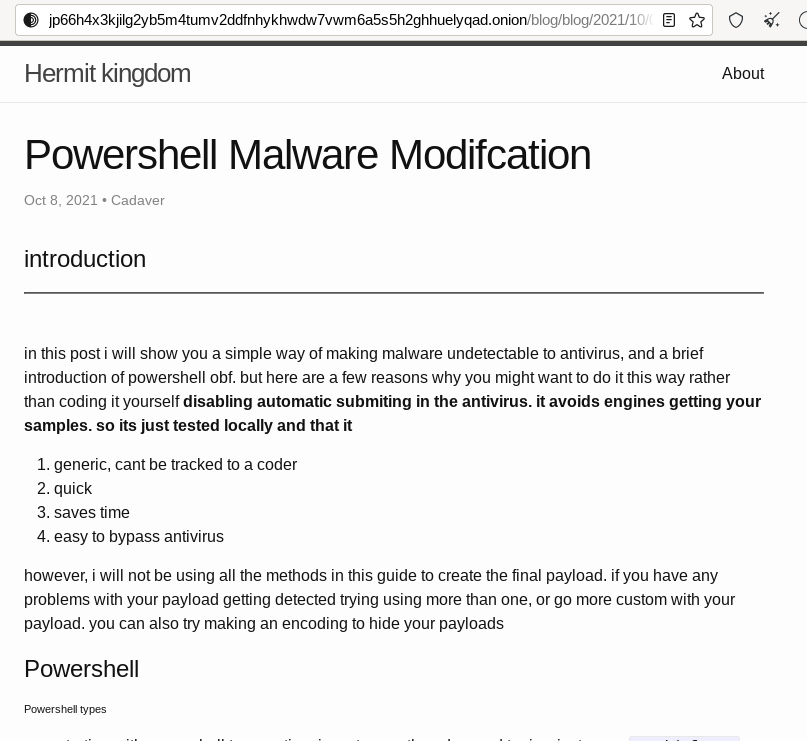 jp66h4x3kjilg2yb5m4tumv2ddfnhykhwdw7vwm6a5s5h2ghhuelyqad.onion/blog/blog/2021/10/
Hermit kingdom
About
Powershell Malware Modifcation
Oct 8, 2021 • Cadaver
introduction
in this post i will show you a simple way of making malware undetectable to antivirus, and a brief
introduction of powershell obf. but here are a few reasons why you might want to do it this way rather
than coding it yourself disabling automatic submiting in the antivirus. it avoids engines getting your
samples. so its just tested locally and that it
1. generic, cant be tracked to a coder
2. quick
3. saves time
4. easy to bypass antivirus
however, i will not be using all the methods in this guide to create the final payload. if you have any
problems with your payload getting detected trying using more than one, or go more custom with your
payload. you can also try making an encoding to hide your payloads
Powershell
Powershell types